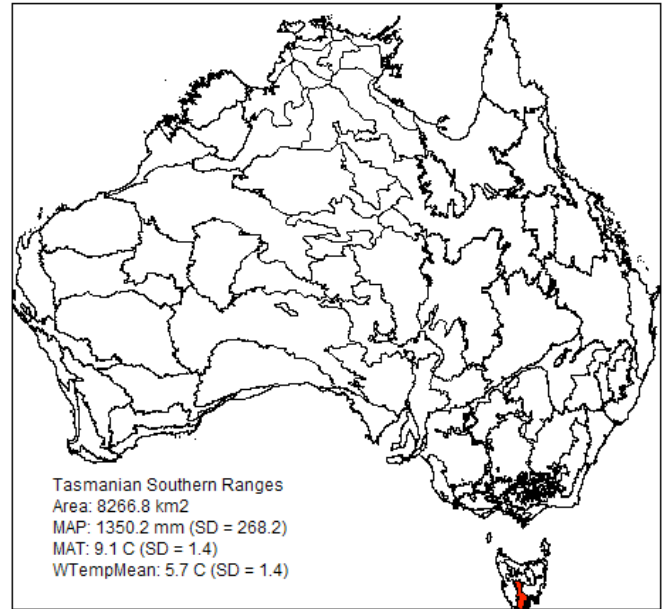 Tasmanian Southern Ranges
Area: 8266.8 km2
MAP: 1350.2 mm (SD = 268.2)
MAT: 9.1 C (SD = 1.4)
WTempMean: 5.7 C (SD = 1.4)